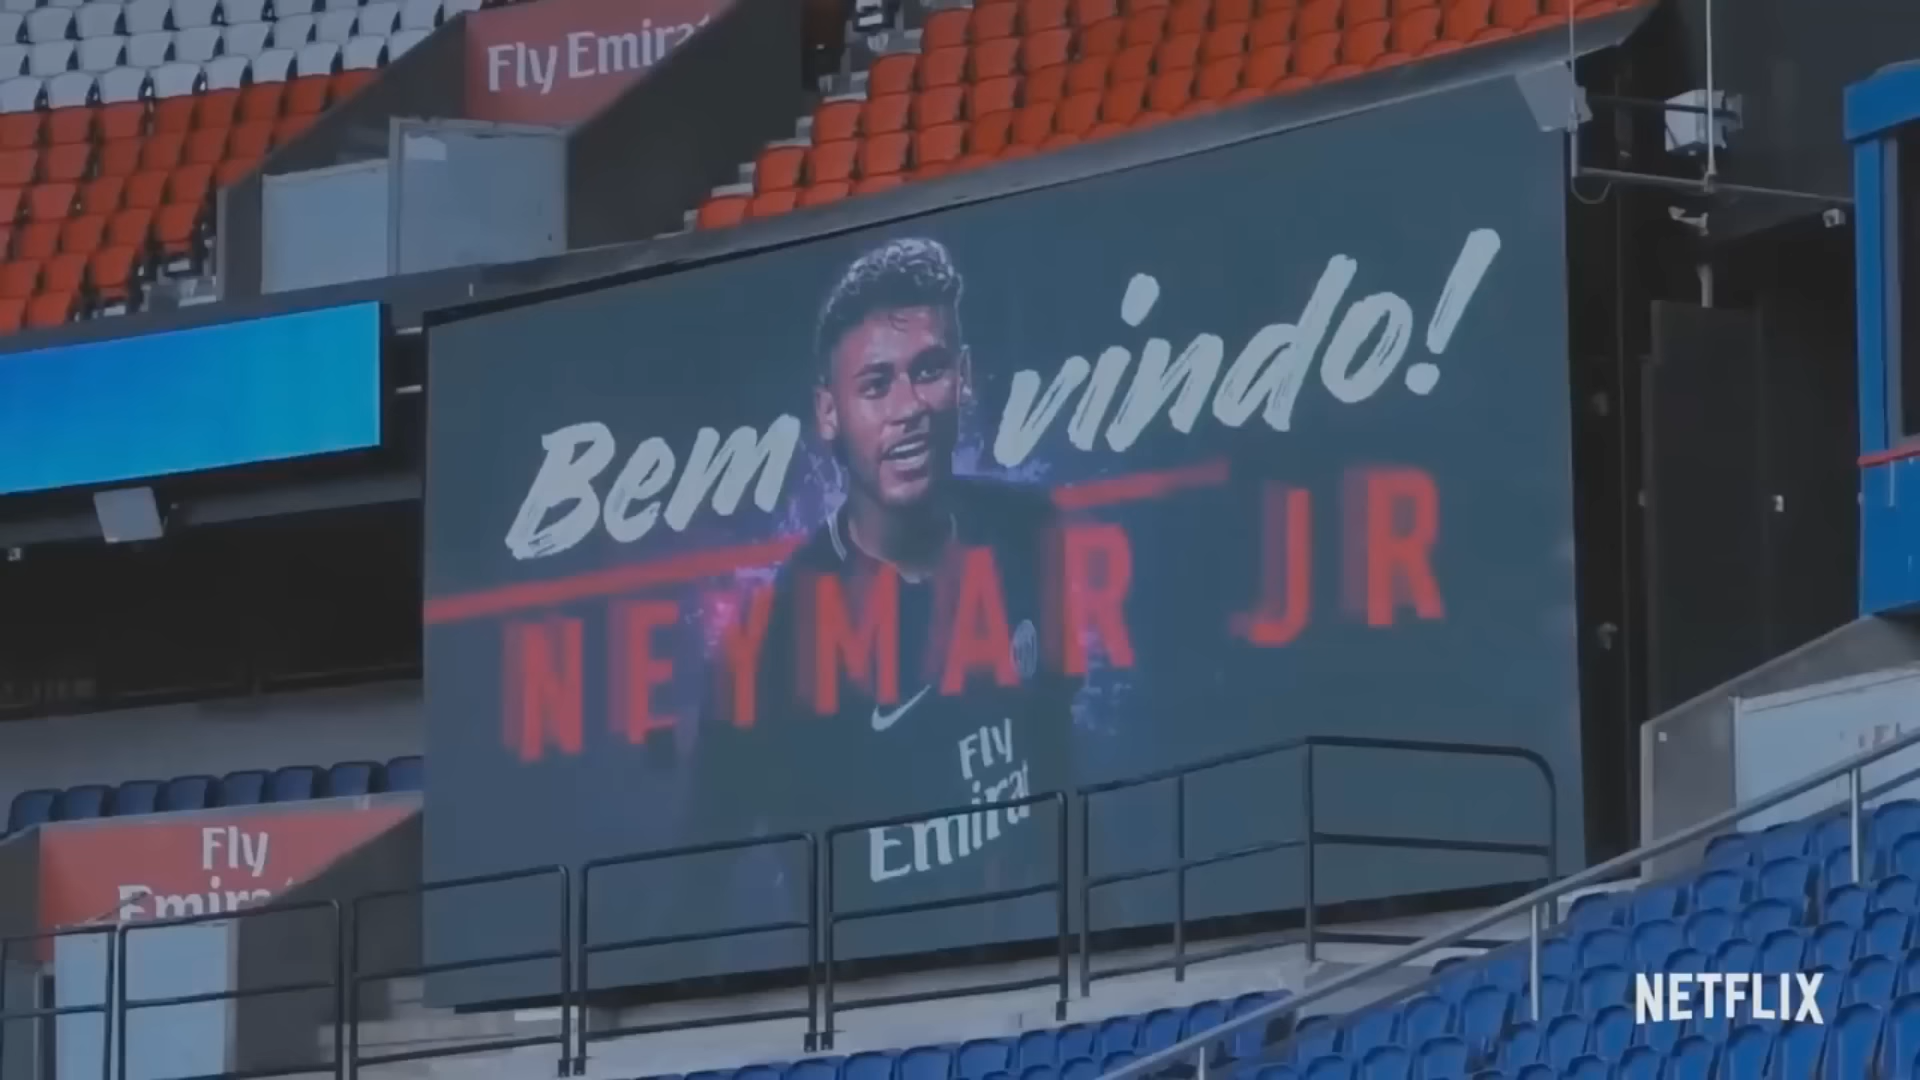 Fly Emira
Bem vindo!
NEYMAR JR
Fly
Emirat
Fly
Emira
NETFLIX